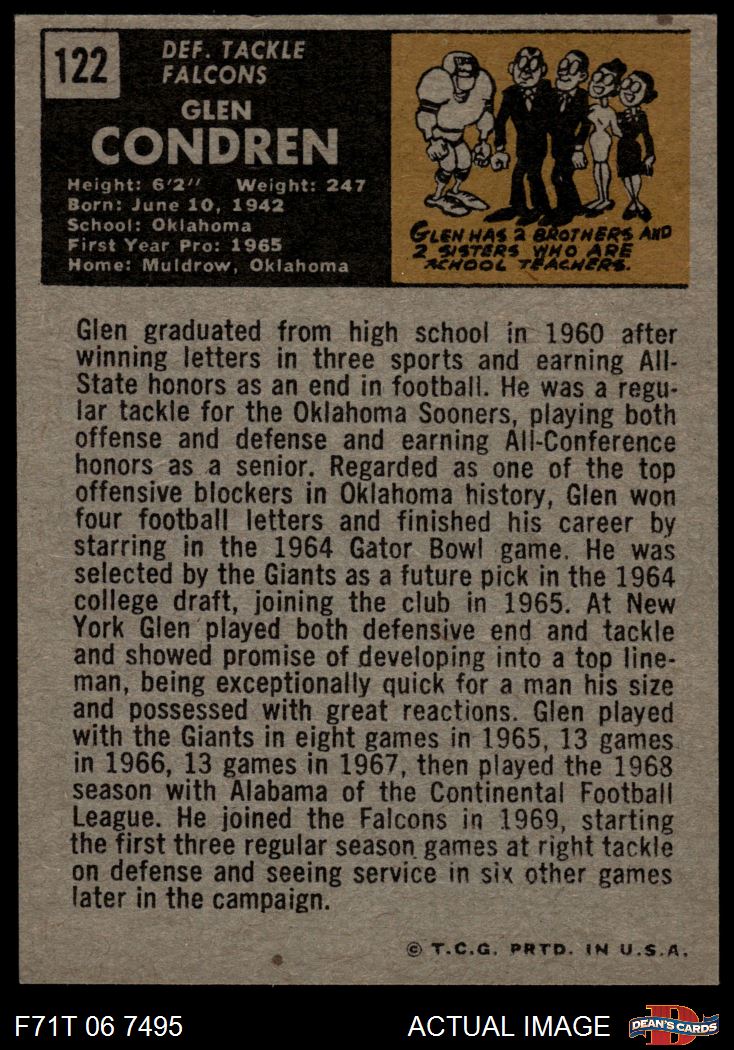 122
DEF. TACKLE
FALCONS
GLEN
CONDREN
Height: 6'2" Weight: 247
Born: June 10, 1942
School: Oklahoma
First Year Pro: 1965
Home: Muldrow, Oklahoma
GLEN HAS 2 BROTHERS AND
2 SISTERS WHO ARE
SCHOOL TEACHERS.
Glen graduated from high school in 1960 after
winning letters in three sports and earning All-
State honors as an end in football. He was a regu-
lar tackle for the Oklahoma Sooners, playing both
offense and defense and earning All-Conference
honors as a senior. Regarded as one of the top
offensive blockers in Oklahoma history, Glen won
four football letters and finished his career by
starring in the 1964 Gator Bowl game. He was
selected by the Giants as a future pick in the 1964
college draft, joining the club in 1965. At New
York Glen played both defensive end and tackle
and showed promise of developing into a top line-
man, being exceptionally quick for a man his size
and possessed with great reactions. Glen played
with the Giants in eight games in 1965, 13 games
in 1966, 13 games in 1967, then played the 1968
season with Alabama of the Continental Football
League. He joined the Falcons in 1969, starting
the first three regular season games at right tackle
on defense and seeing service in six other games
later in the campaign.
© T.C.G. PRTD. IN U.S.A.
F71T 06 7495
ACTUAL IMAGE
D
DEAN'S CARDS